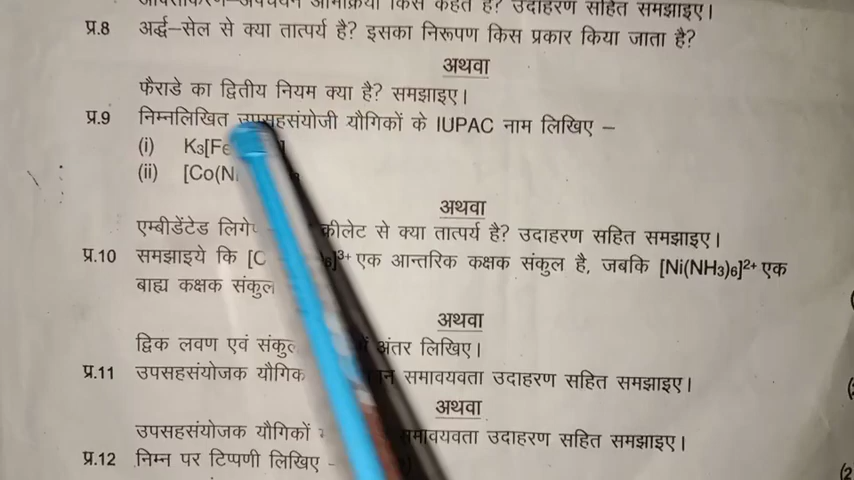 उदाहरण सहित समझाइए।
प्र.8 अर्द्ध–सेल से क्या तात्पर्य है? इसका निरूपण किस प्रकार किया जाता है?
अथवा
फैराडे का द्वितीय नियम क्या है? समझाइए।
प्र.9 निम्नलिखित उपसहसंयोजी यौगिकों के IUPAC नाम लिखिए –
(i) K₃[Fe
(ii) [Co(N
अथवा
एम्बीडेंटेड से क्या तात्पर्य है? उदाहरण सहित समझाइए।
प्र.10 समझाइये कि ]³⁺ एक आन्तरिक कक्षक संकुल है, जबकि [Ni(NH₃)₆]²⁺ एक
बाह्य कक्षक संकुल
अथवा
द्विक लवण एवं अंतर लिखिए।
प्र.11 उपसहसंयोजक यौगिक समावयवता उदाहरण सहित समझाइए।
अथवा
उपसहसंयोजक यौगिकों समावयवता उदाहरण सहित समझाइए।
प्र.12 निम्न पर टिप्पणी लिखिए –